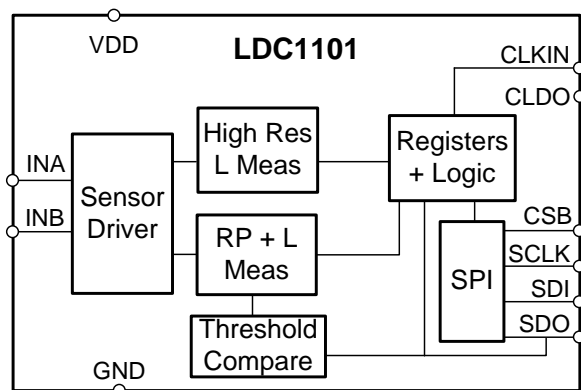 VDD
LDC1101
CLKIN
CLDO
High Res
L Meas
Registers
+ Logic
INA
Sensor
Driver
INB
RP + L
Meas
CSB
SCLK
SPI
SDI
SDO
Threshold
Compare
GND